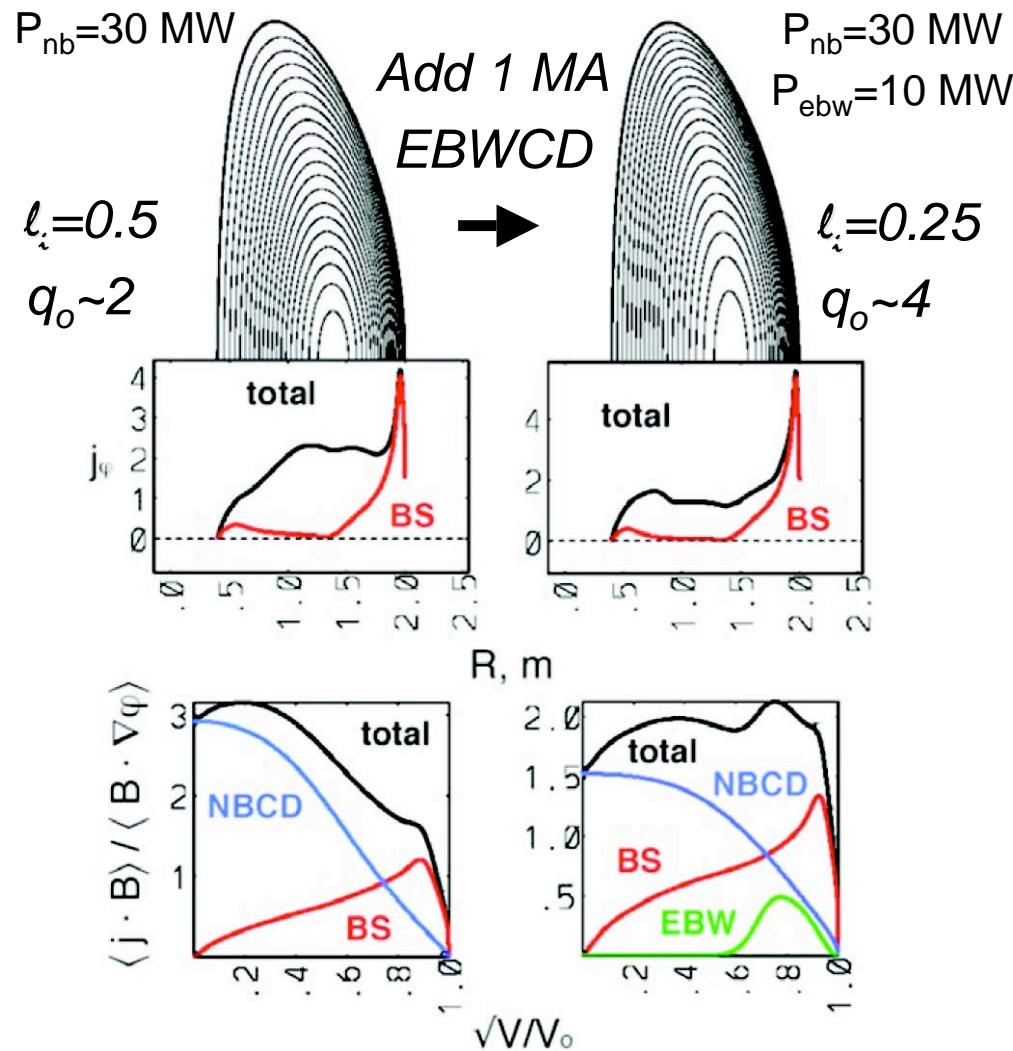 P_nb=30 MW
Add 1 MA
EBWCD
P_nb=30 MW
P_ebw=10 MW
ℓ_i=0.5
q_o~2
ℓ_i=0.25
q_o~4
total
BS
j_φ
4
3
2
1
0
.0
.5
1.0
1.5
2.0
2.5
total
BS
4
2
0
.0
.5
1.0
1.5
2.0
2.5
R, m
⟨j · B⟩ / ⟨B · ∇φ⟩
3
2
1
total
NBCD
BS
.2
.4
.6
.8
1.0
2.0
1.5
1.0
.5
total
NBCD
BS
EBW
.2
.4
.6
.8
1.0
√V/V_o